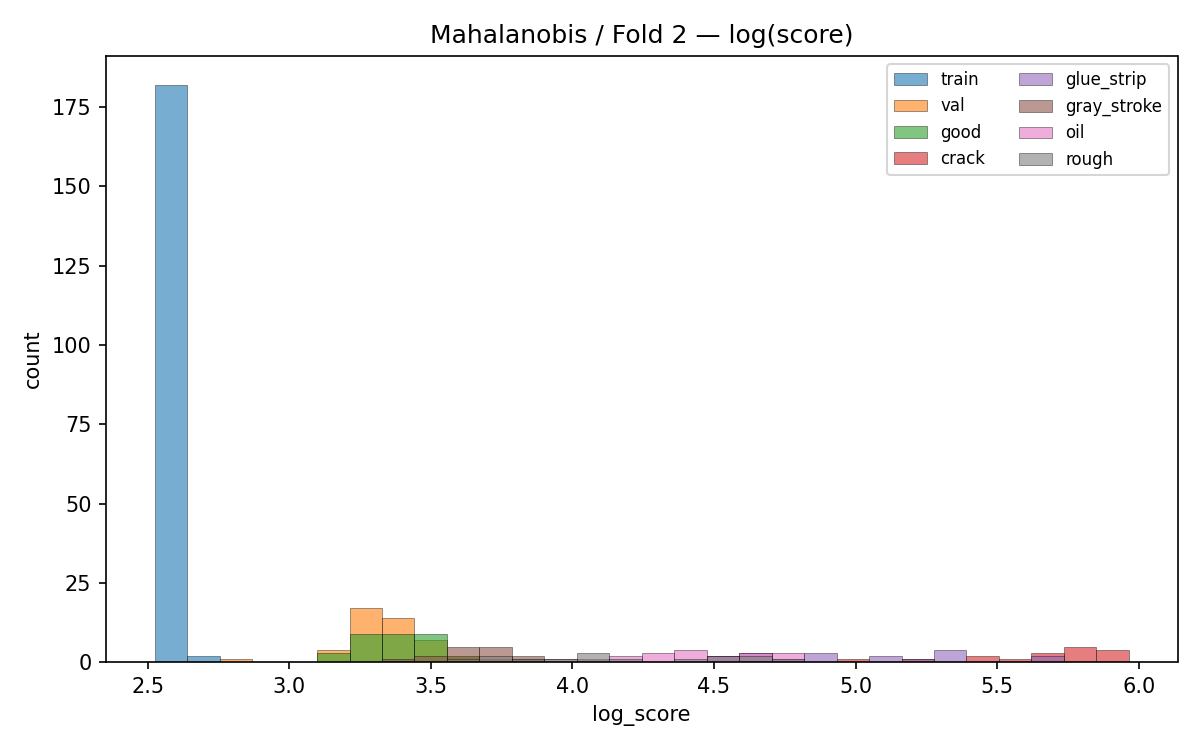 Mahalanobis / Fold 2 — log(score)
train
val
good
crack
glue_strip
gray_stroke
oil
rough
count
175
150
125
100
75
50
25
0
2.5 3.0 3.5 4.0 4.5 5.0 5.5 6.0
log_score